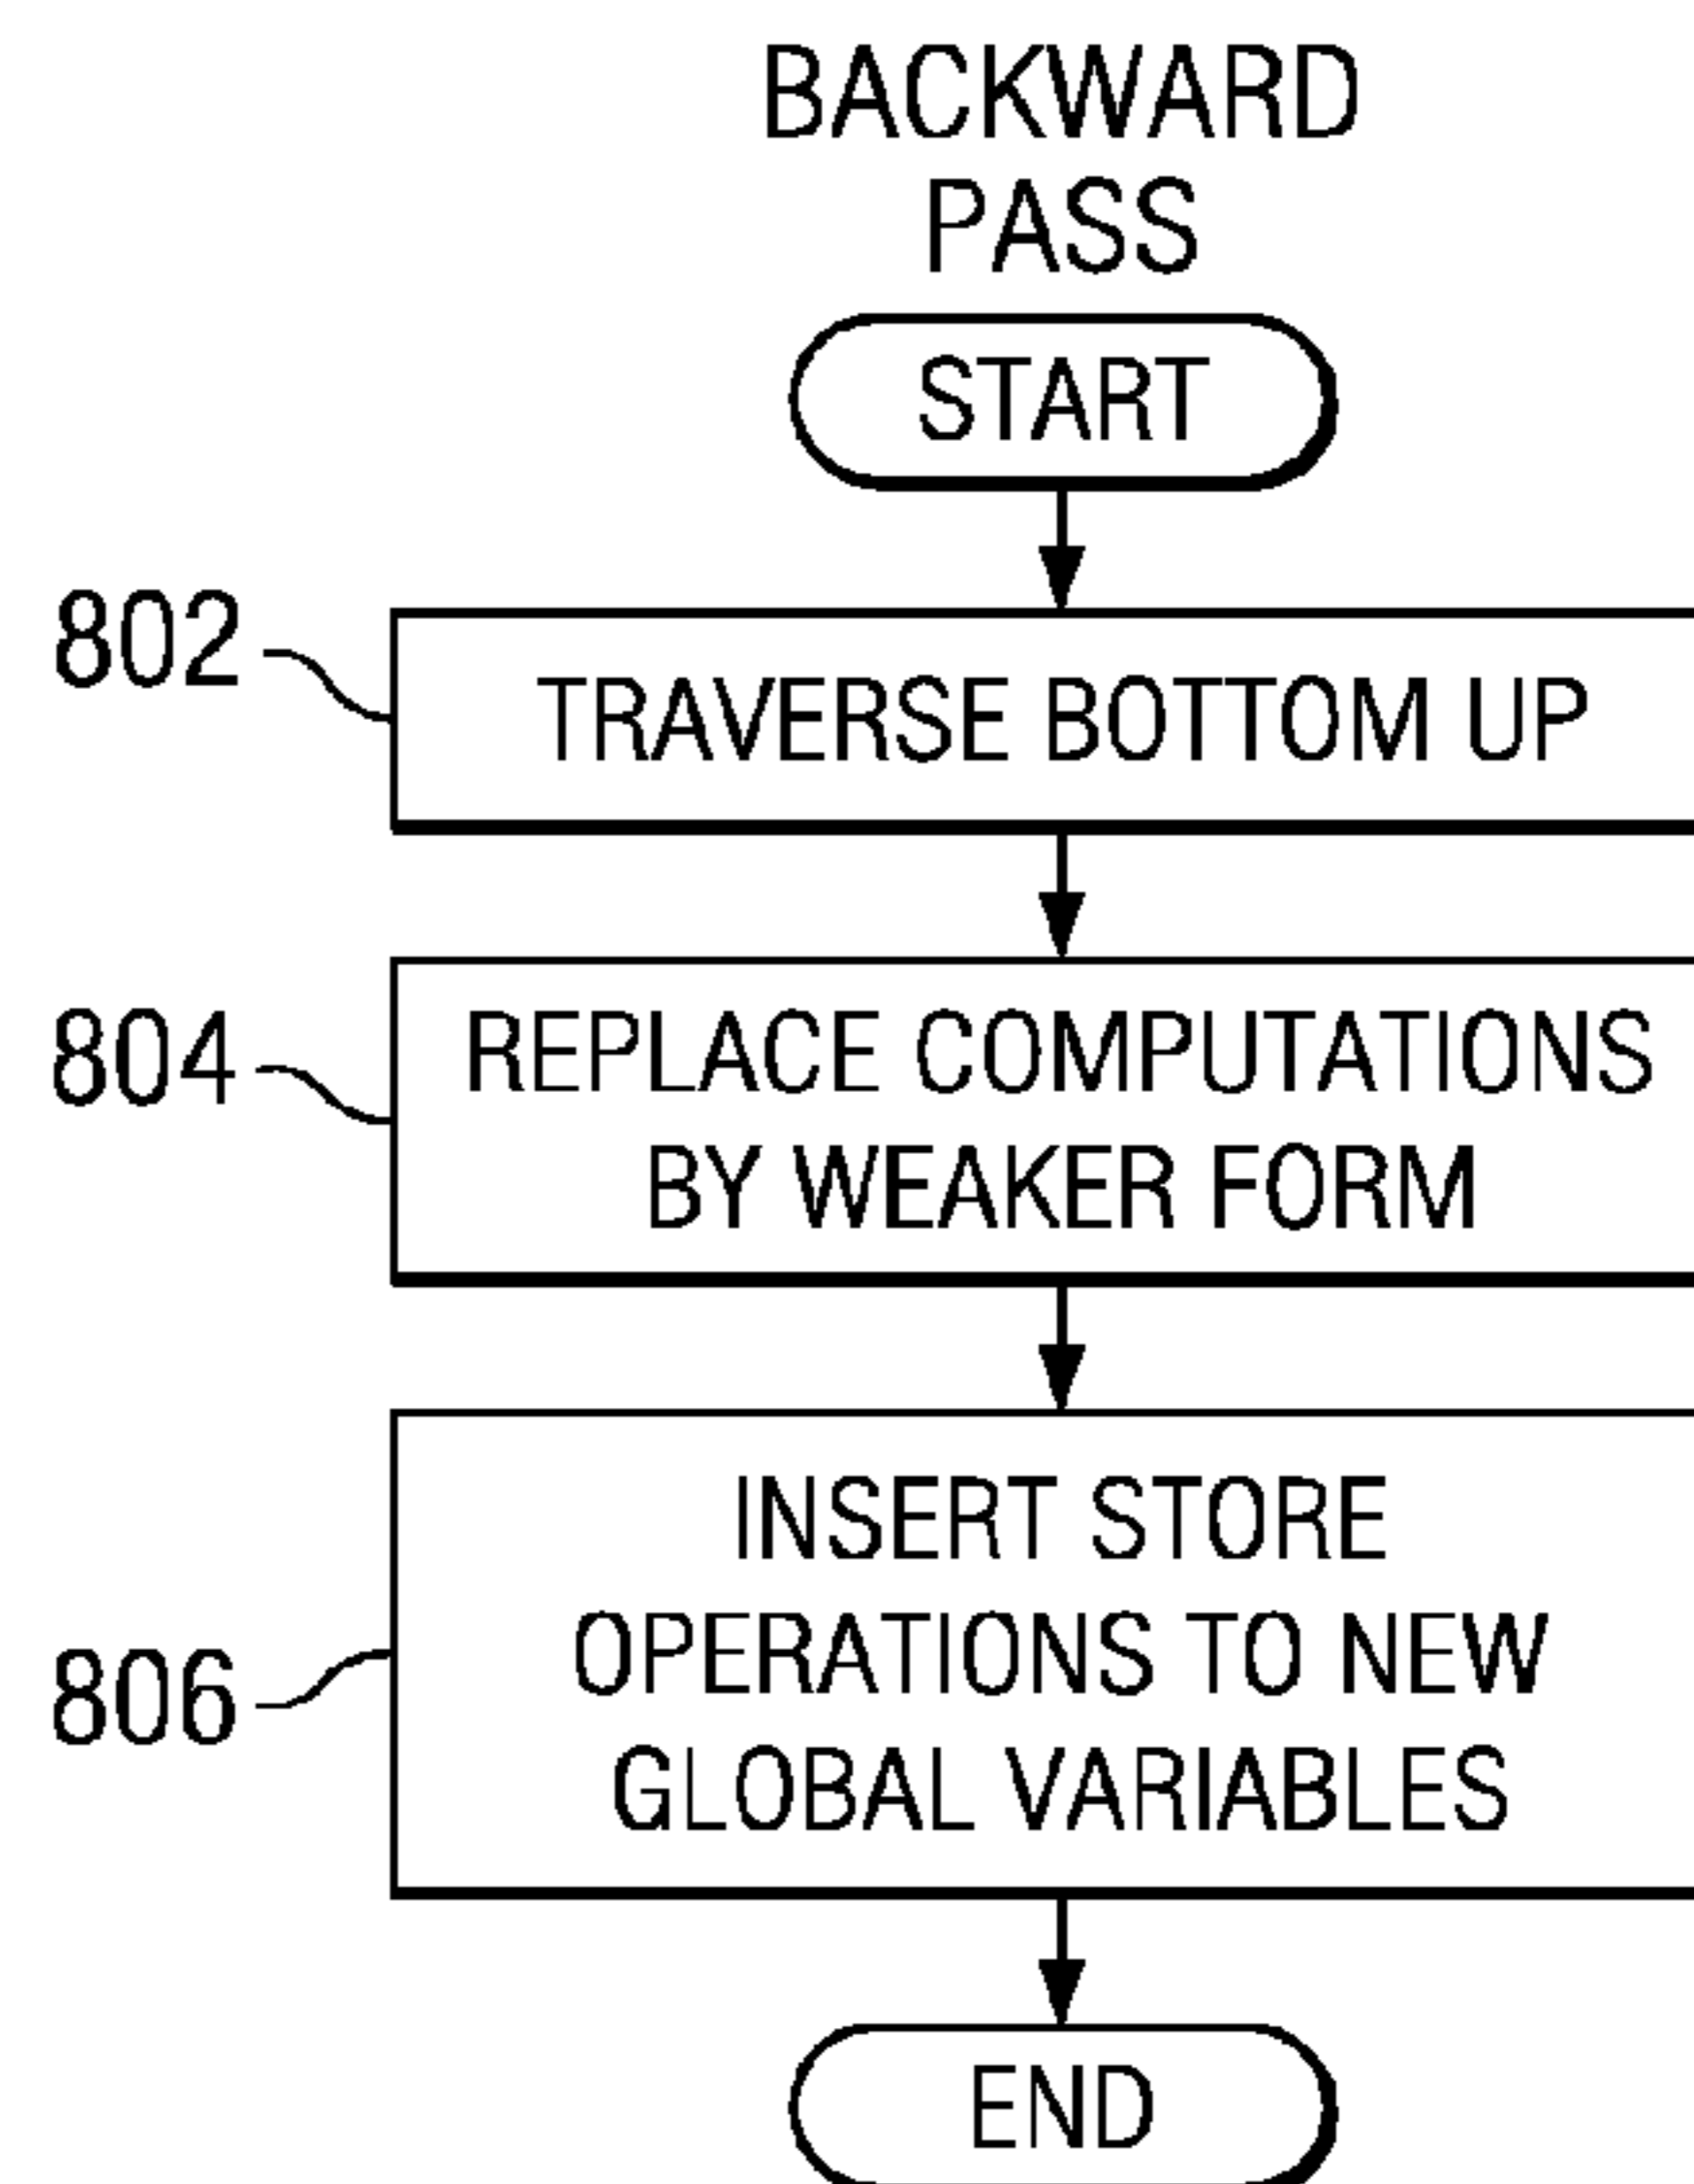 BACKWARD
PASS
START
802
TRAVERSE BOTTOM UP
804
REPLACE COMPUTATIONS
BY WEAKER FORM
806
INSERT STORE
OPERATIONS TO NEW
GLOBAL VARIABLES
END